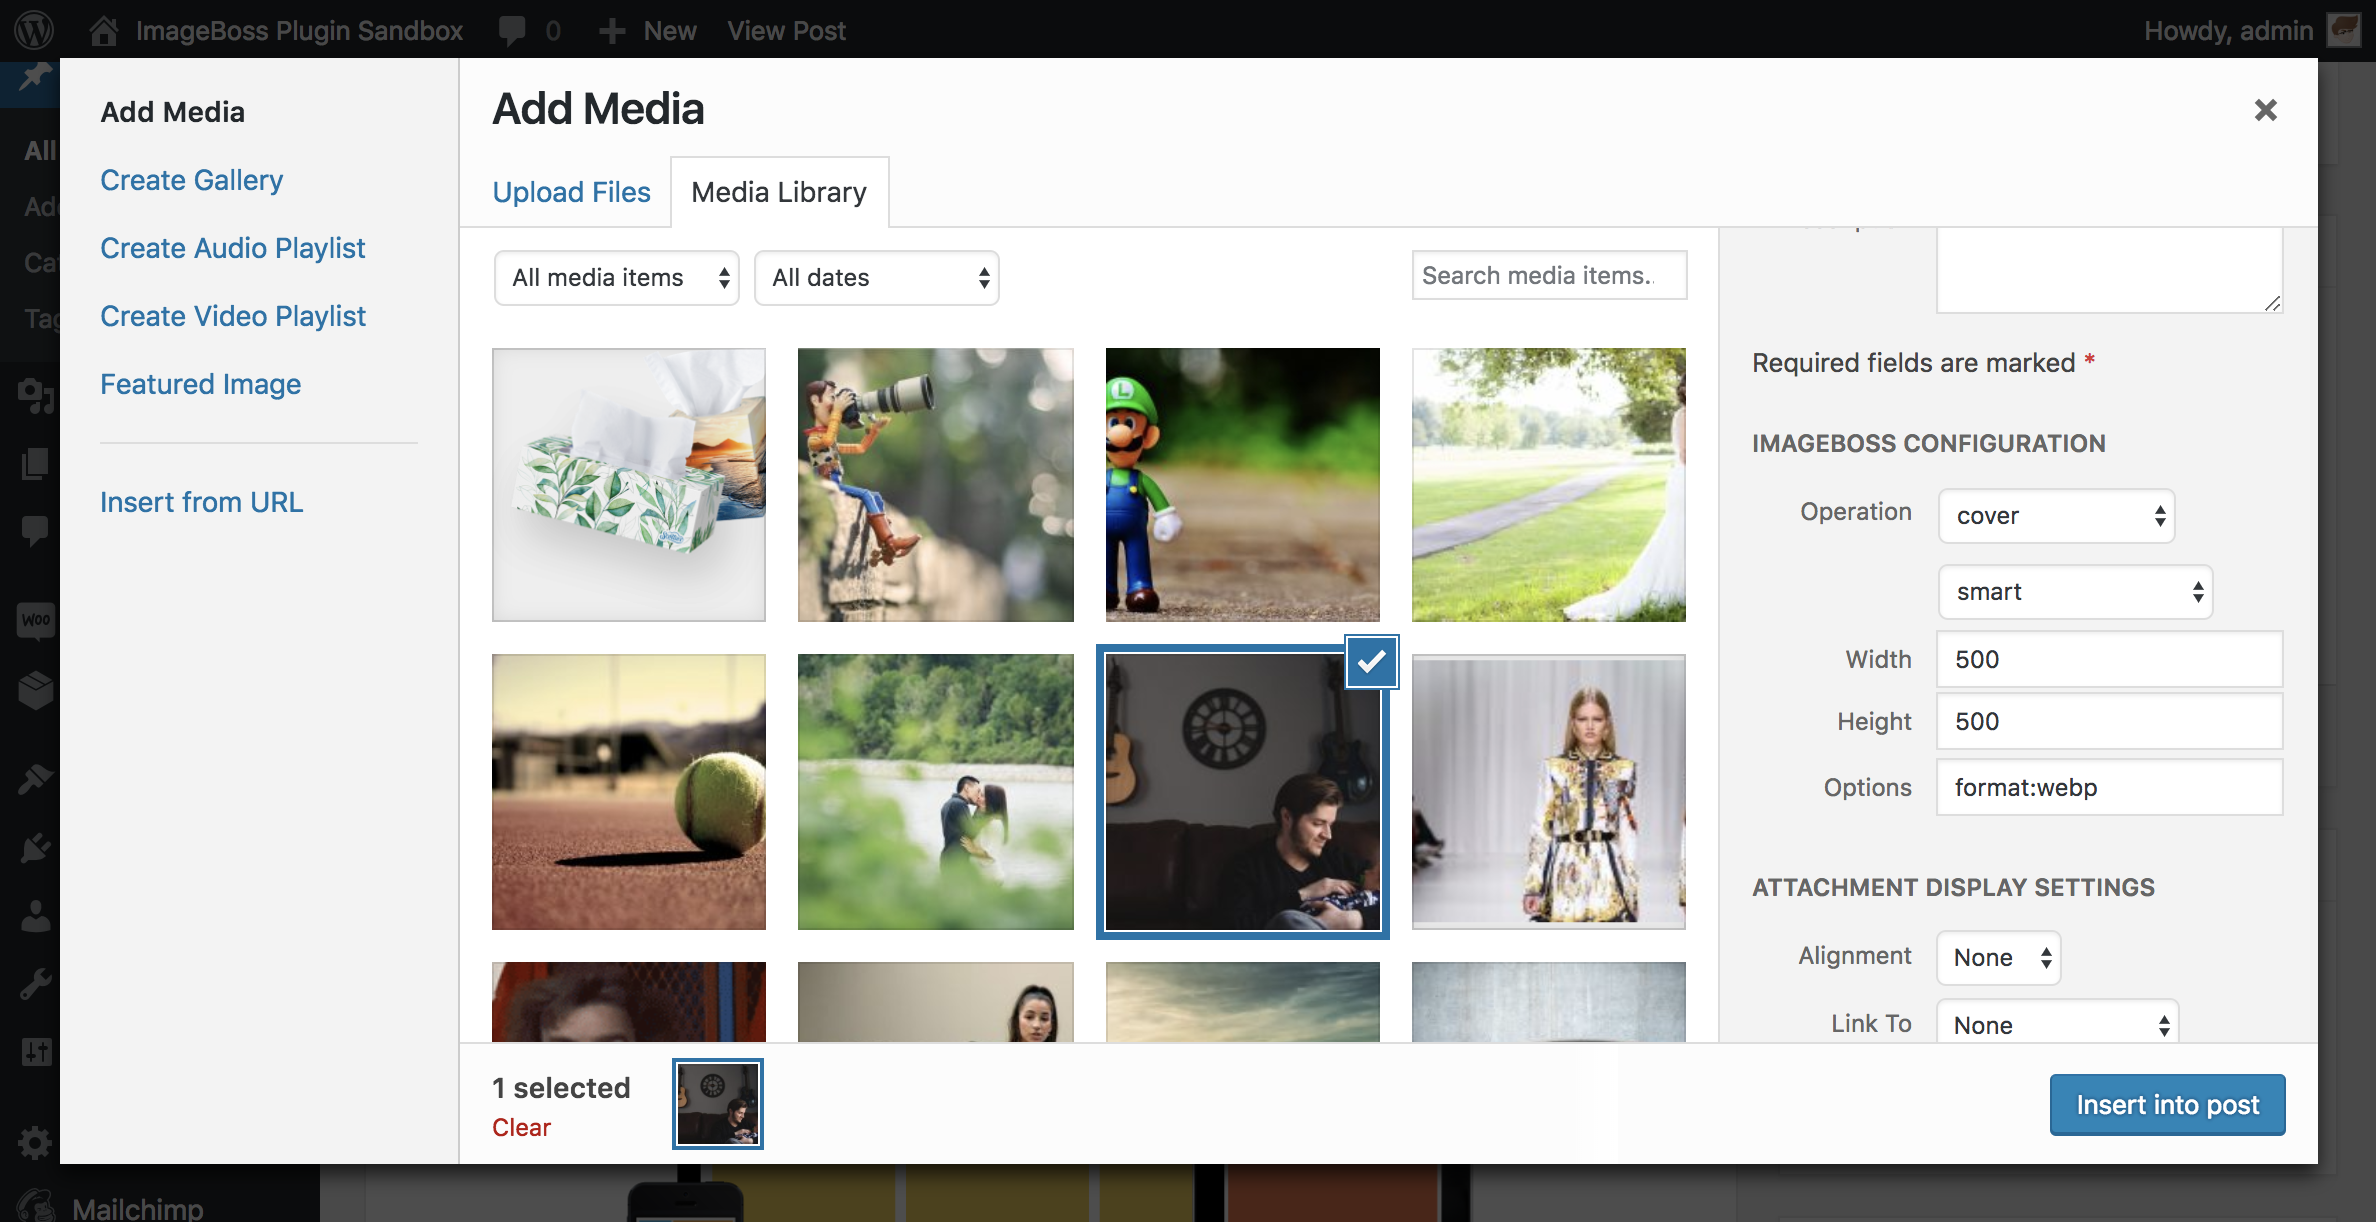 ImageBoss Plugin Sandbox 0 New View Post Howdy, admin
All
Mailchimp
Add Media
Create Gallery
Create Audio Playlist
Create Video Playlist
Featured Image
Insert from URL
Add Media
Upload Files Media Library
All media items All dates Search media items..
L
WOO
Required fields are marked *
IMAGEBOSS CONFIGURATION
Operation cover
smart
Width 500
Height 500
Options format:webp
ATTACHMENT DISPLAY SETTINGS
Alignment None
Link To None
1 selected
Clear
Insert into post